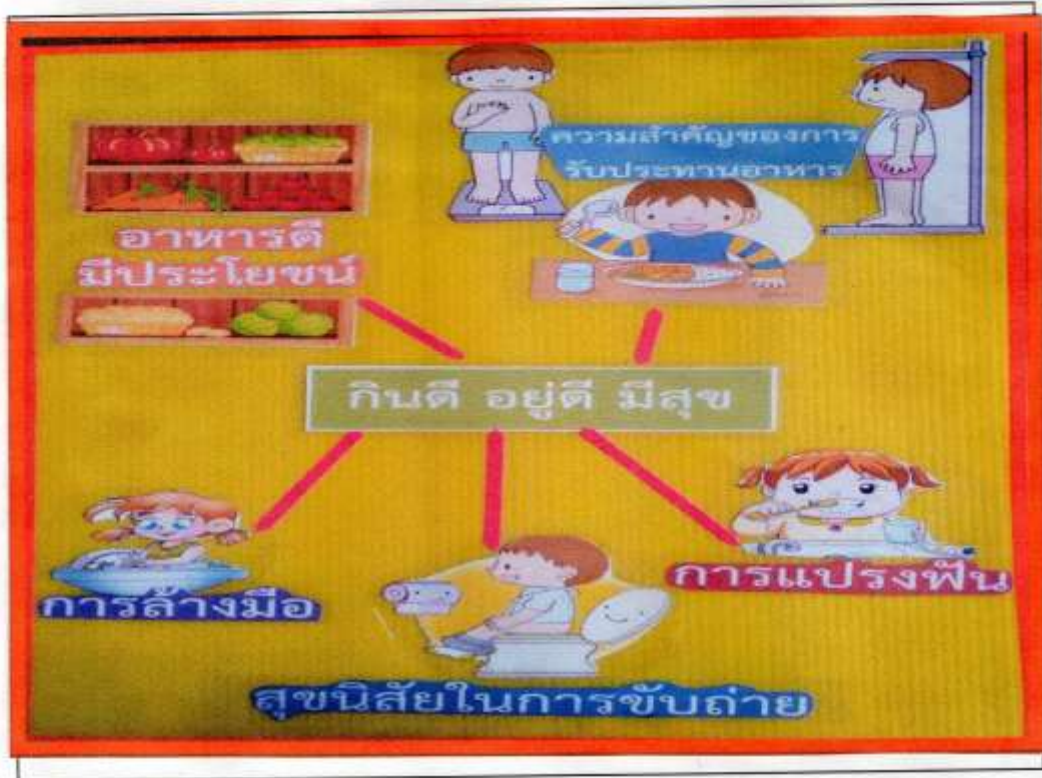 ความสำคัญของการ
รับประทานอาหาร
อาหารดี
มีประโยชน์
กินดี อยู่ดี มีสุข
การแปรงฟัน
การล้างมือ
สุขนิสัยในการขับถ่าย